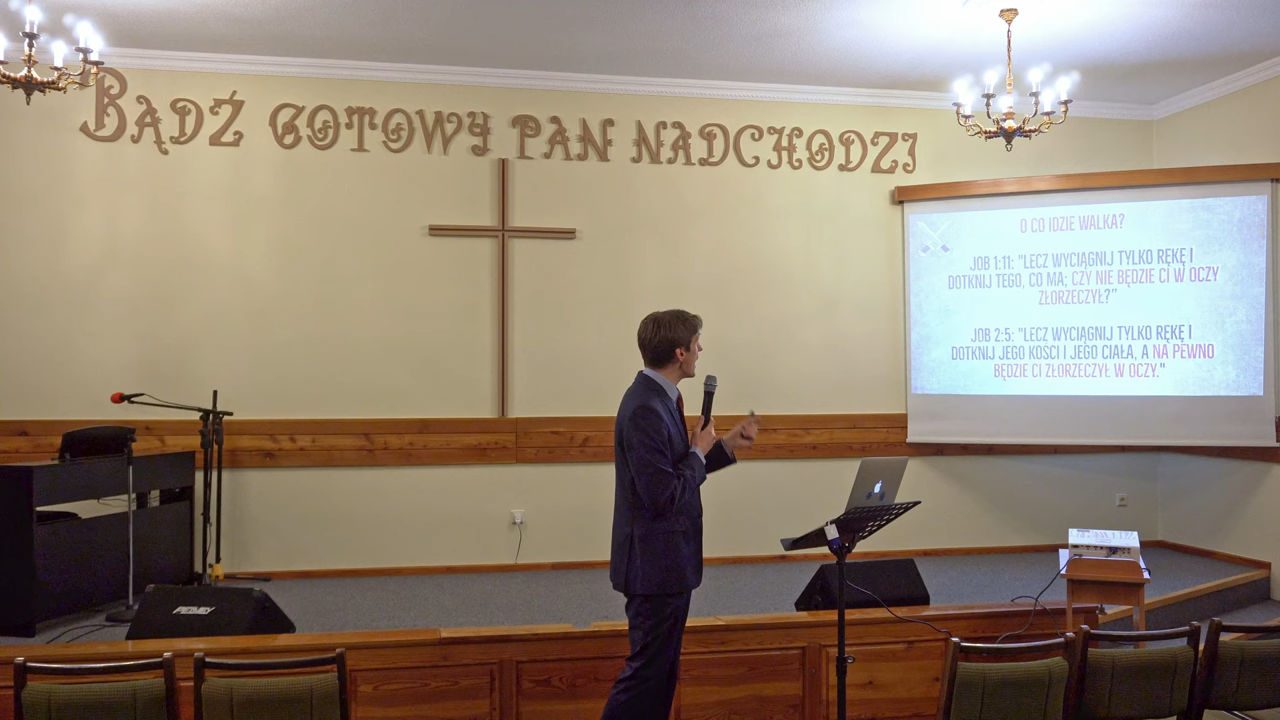 BĄDŹ GOTOWY PAN NADCHODZI
O CO IDZIE WALKA?
JOB 1:11: "LECZ WYCIĄGNIJ TYLKO RĘKĘ I
DOTKNIJ TEGO, CO MA; CZY NIE BĘDZIE CI W OCZY
ZŁORZECZYŁ?"
JOB 2:5: "LECZ WYCIĄGNIJ TYLKO RĘKĘ I
DOTKNIJ JEGO KOŚCI I JEGO CIAŁA, A NA PEWNO
BĘDZIE CI ZŁORZECZYŁ W OCZY."
PEAVEY